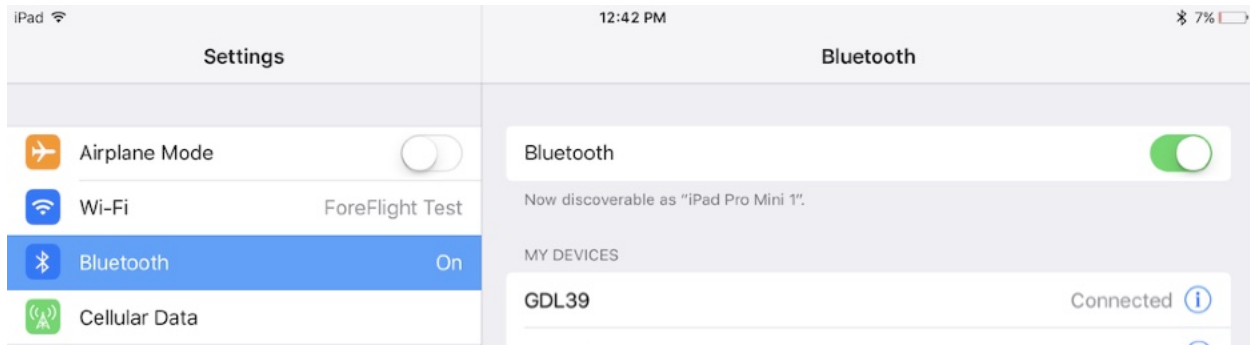 iPad 12:42 PM 7%
Settings
Bluetooth
Airplane Mode
Wi-Fi ForeFlight Test
Bluetooth On
Cellular Data
Bluetooth
Now discoverable as “iPad Pro Mini 1”.
MY DEVICES
GDL39 Connected